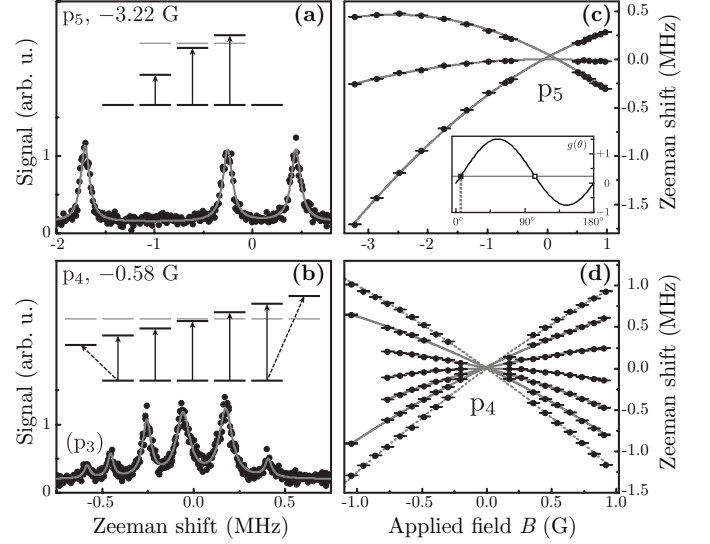 p5, −3.22 G
(a)
Signal (arb. u.)
1
0
-2
-1
0
Zeeman shift (MHz)
(c)
0.5
0.0
-0.5
-1.0
-1.5
Zeeman shift (MHz)
p5
g(θ)
+1
0
−1
0°
90°
180°
-3
-2
-1
0
1
p4, −0.58 G
(b)
Signal (arb. u.)
1
0
(p3)
-0.5
0.0
0.5
Zeeman shift (MHz)
(d)
1.0
0.5
0.0
-0.5
-1.0
-1.5
Zeeman shift (MHz)
p4
-1.0
-0.5
0.0
0.5
1.0
Applied field B (G)